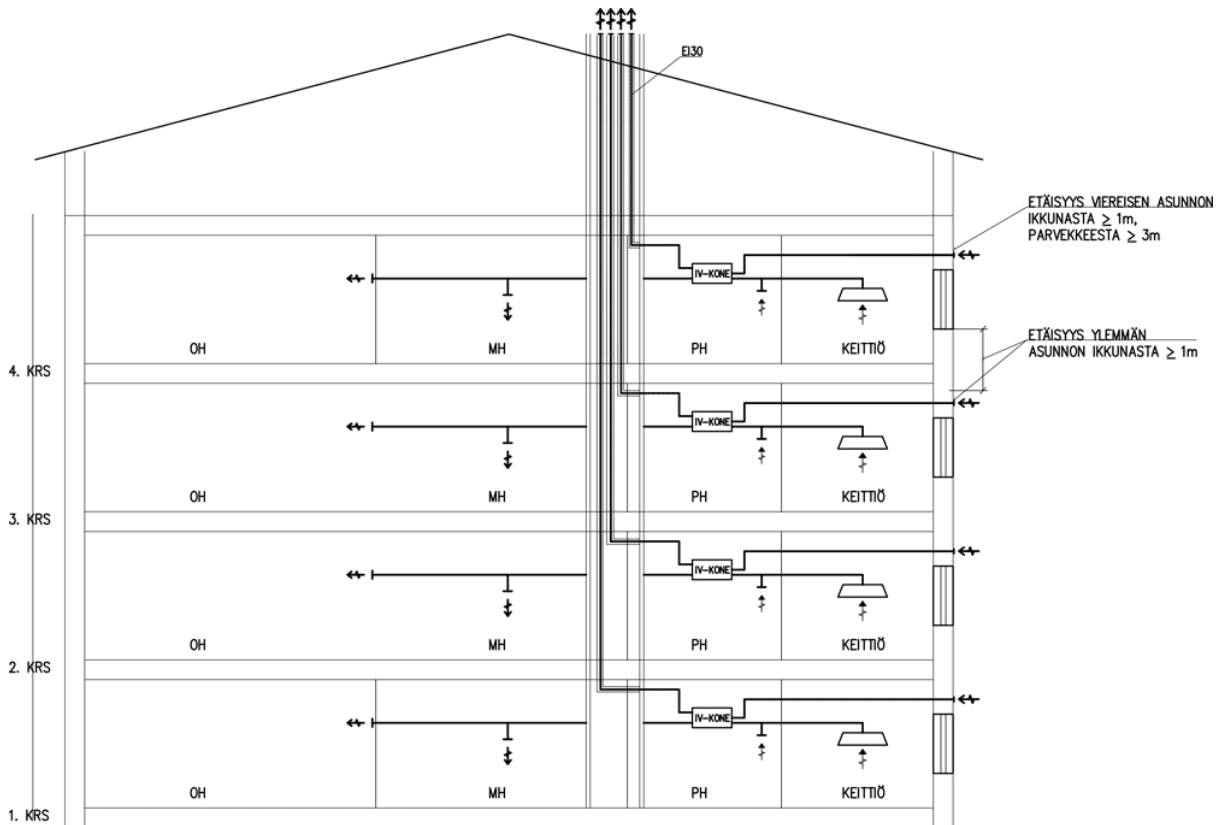 EI30
ETÄISYYS VIEREISEN ASUNNON
IKKUNASTA ≥ 1m,
PARVEKKEESTA ≥ 3m
IV-KONE
OH
MH
PH
KEITTIÖ
ETÄISYYS YLEMMÄN
ASUNNON IKKUNASTA ≥ 1m
4. KRS
IV-KONE
OH
MH
PH
KEITTIÖ
3. KRS
IV-KONE
OH
MH
PH
KEITTIÖ
2. KRS
IV-KONE
OH
MH
PH
KEITTIÖ
1. KRS